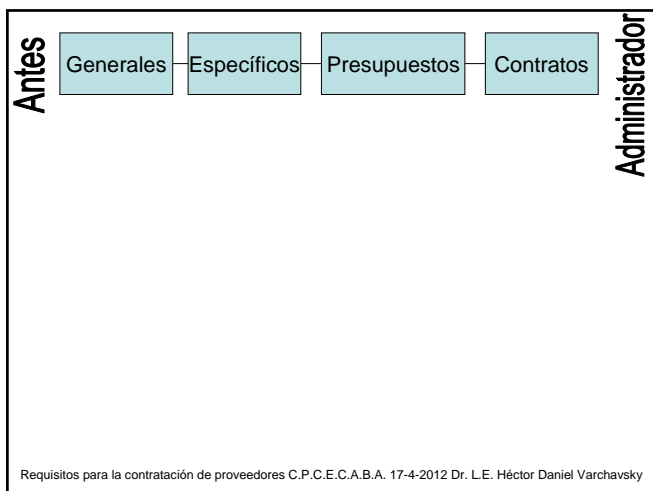 Antes
Generales
Específicos
Presupuestos
Contratos
Administrador
Requisitos para la contratación de proveedores C.P.C.E.C.A.B.A. 17-4-2012 Dr. L.E. Héctor Daniel Varchavsky